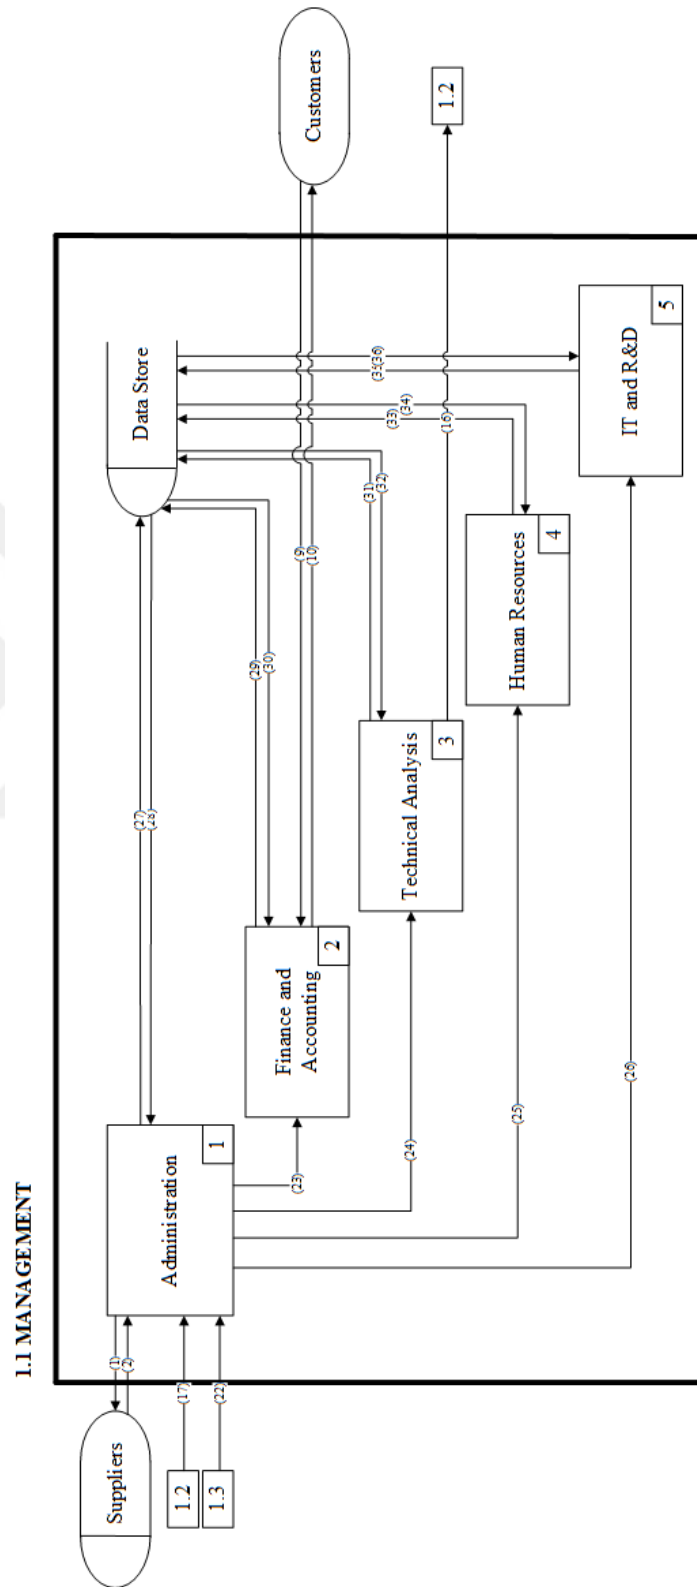 1.1 MANAGEMENT
Suppliers
1.2
1.3
(1)
(2)
(17)
(22)
Administration
1
(27)
(28)
Data Store
(23)
Finance and
Accounting
2
(29)
(30)
(9)
(10)
Customers
(24)
Technical Analysis
3
(31)
(32)
(16)
1.2
(25)
Human Resources
4
(33)
(34)
(26)
IT and R&D
5
(35)
(36)